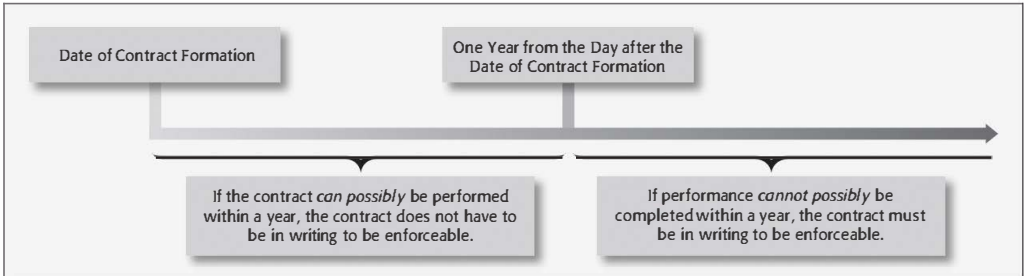 Date of Contract Formation
One Year from the Day after the
Date of Contract Formation
If the contract can possibly be performed
within a year, the contract does not have to
be in writing to be enforceable.
If performance cannot possibly be
completed within a year, the contract must
be in writing to be enforceable.